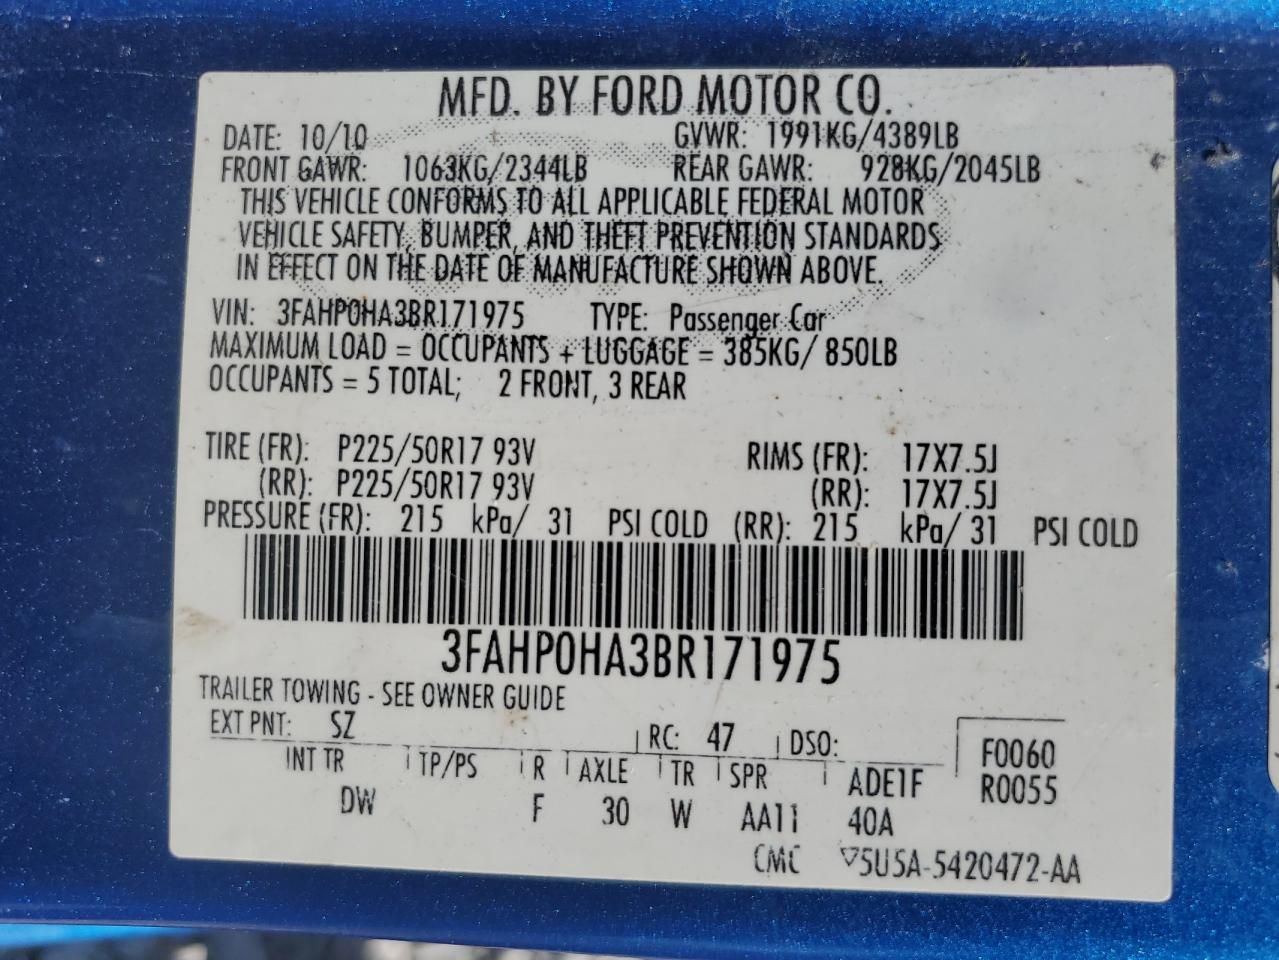 MFD. BY FORD MOTOR CO.
DATE: 10/10 GVWR: 1991KG/4389LB
FRONT GAWR: 1063KG/2344LB REAR GAWR: 928KG/2045LB
THIS VEHICLE CONFORMS TO ALL APPLICABLE FEDERAL MOTOR
VEHICLE SAFETY, BUMPER, AND THEFT PREVENTION STANDARDS
IN EFFECT ON THE DATE OF MANUFACTURE SHOWN ABOVE.
VIN: 3FAHP0HA3BR171975 TYPE: Passenger Car
MAXIMUM LOAD = OCCUPANTS + LUGGAGE = 385KG/ 850LB
OCCUPANTS = 5 TOTAL; 2 FRONT, 3 REAR
TIRE (FR): P225/50R17 93V RIMS (FR): 17X7.5J
(RR): P225/50R17 93V (RR): 17X7.5J
PRESSURE (FR): 215 kPa/ 31 PSI COLD (RR): 215 kPa/ 31 PSI COLD
3FAHP0HA3BR171975
TRAILER TOWING - SEE OWNER GUIDE
EXT PNT: SZ RC: 47 DSO: F0060
INT TR TP/PS R AXLE TR SPR ADE1F R0055
DW F 30 W AA11 40A
CMC ▽5U5A-5420472-AA